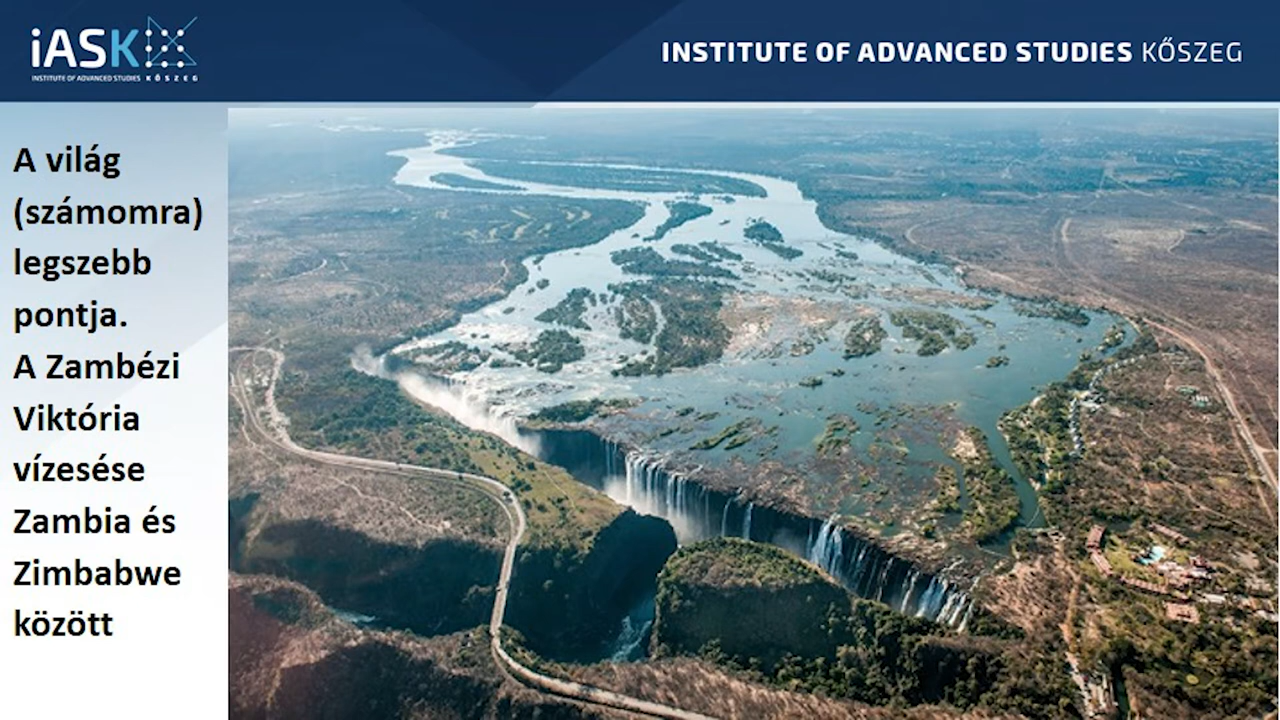 iASK
INSTITUTE OF ADVANCED STUDIES KŐSZEG
INSTITUTE OF ADVANCED STUDIES KŐSZEG
A világ
(számomra)
legszebb
pontja.
A Zambézi
Viktória
vízesése
Zambia és
Zimbabwe
között